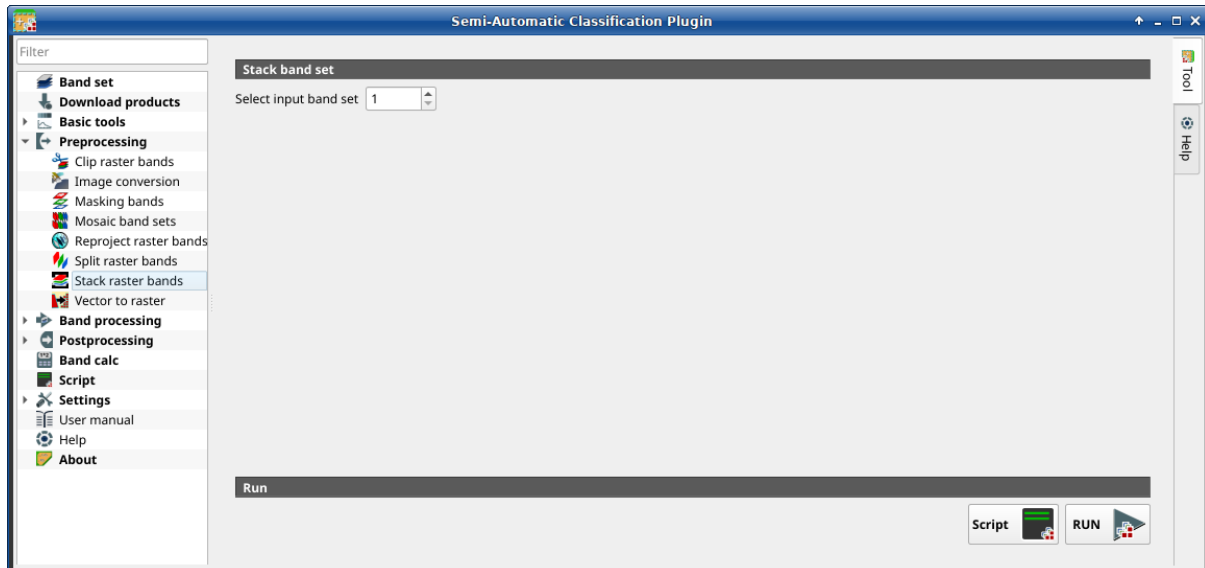 Semi-Automatic Classification Plugin
Filter
Band set
Download products
Basic tools
Preprocessing
Clip raster bands
Image conversion
Masking bands
Mosaic band sets
Reproject raster bands
Split raster bands
Stack raster bands
Vector to raster
Band processing
Postprocessing
Band calc
Script
Settings
User manual
Help
About
Stack band set
Select input band set 1
Run
Script RUN
Tool
Help